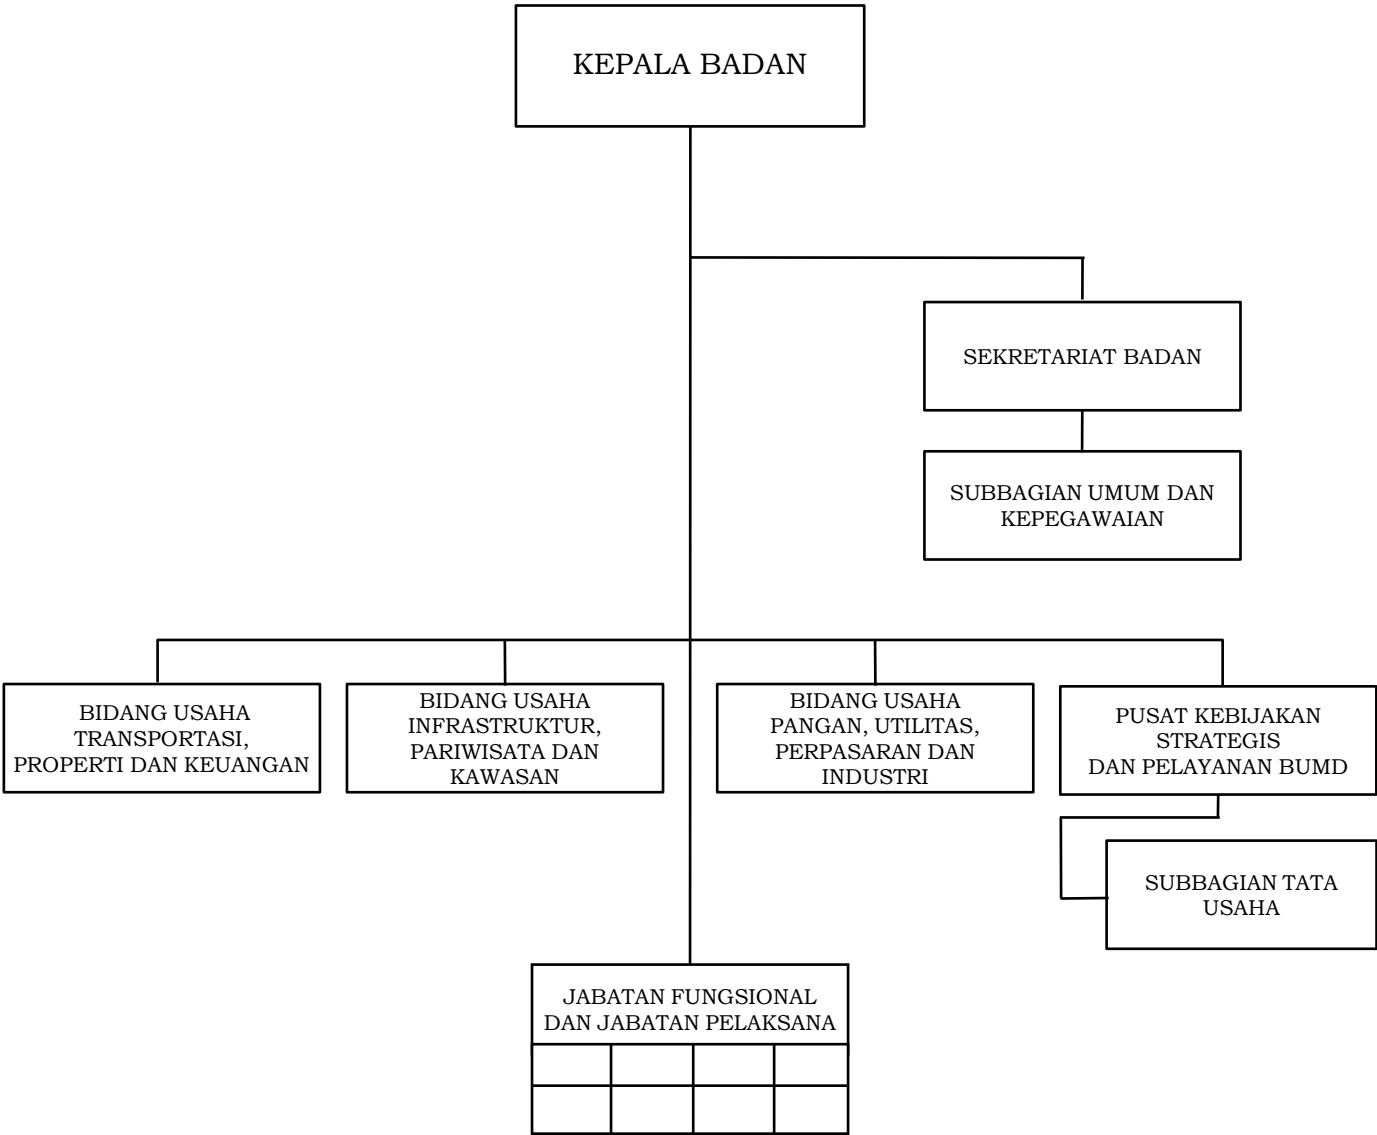 KEPALA BADAN
SEKRETARIAT BADAN
SUBBAGIAN UMUM DAN
KEPEGAWAIAN
BIDANG USAHA
TRANSPORTASI,
PROPERTI DAN KEUANGAN
BIDANG USAHA
INFRASTRUKTUR,
PARIWISATA DAN
KAWASAN
BIDANG USAHA
PANGAN, UTILITAS,
PERPASARAN DAN
INDUSTRI
PUSAT KEBIJAKAN
STRATEGIS
DAN PELAYANAN BUMD
SUBBAGIAN TATA
USAHA
JABATAN FUNGSIONAL
DAN JABATAN PELAKSANA